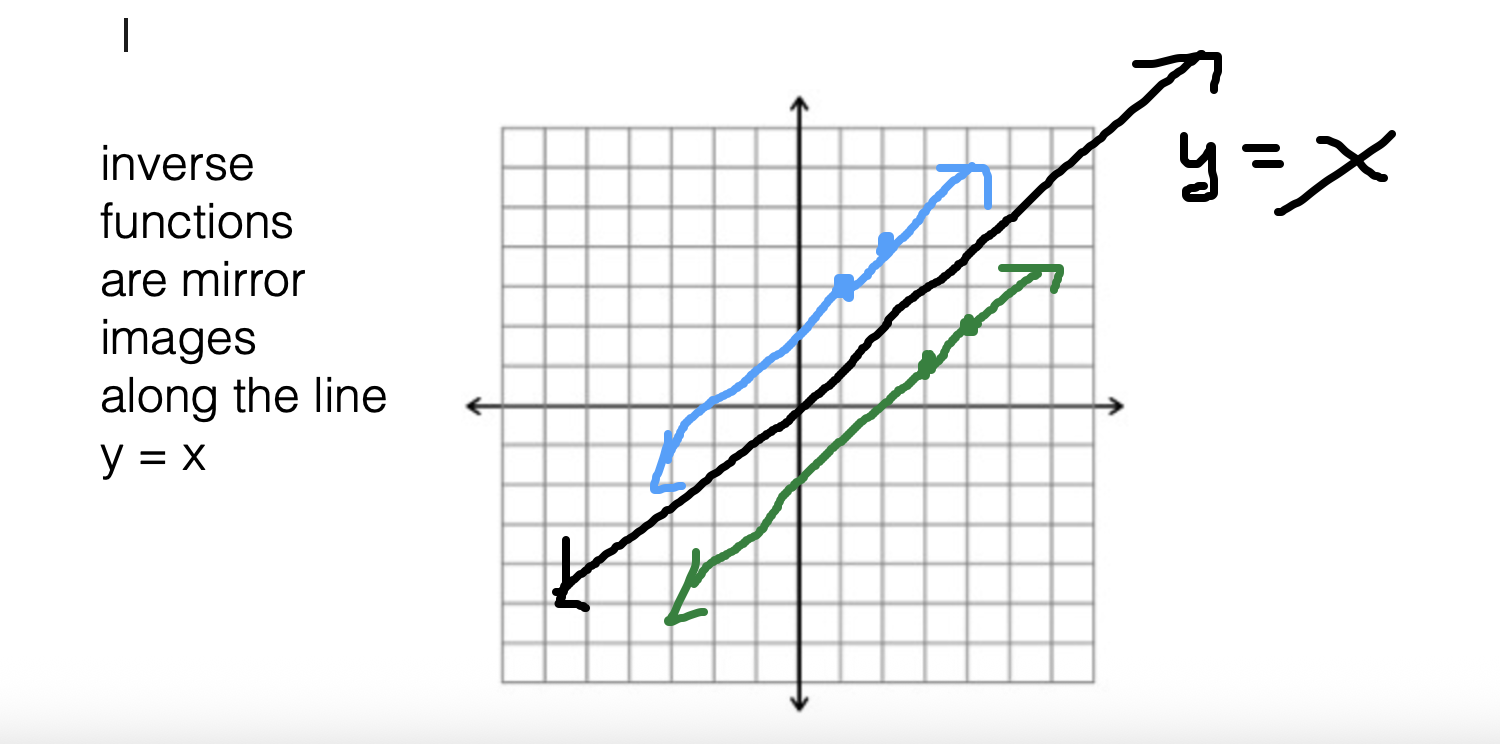 inverse
functions
are mirror
images
along the line
y = x
y = x